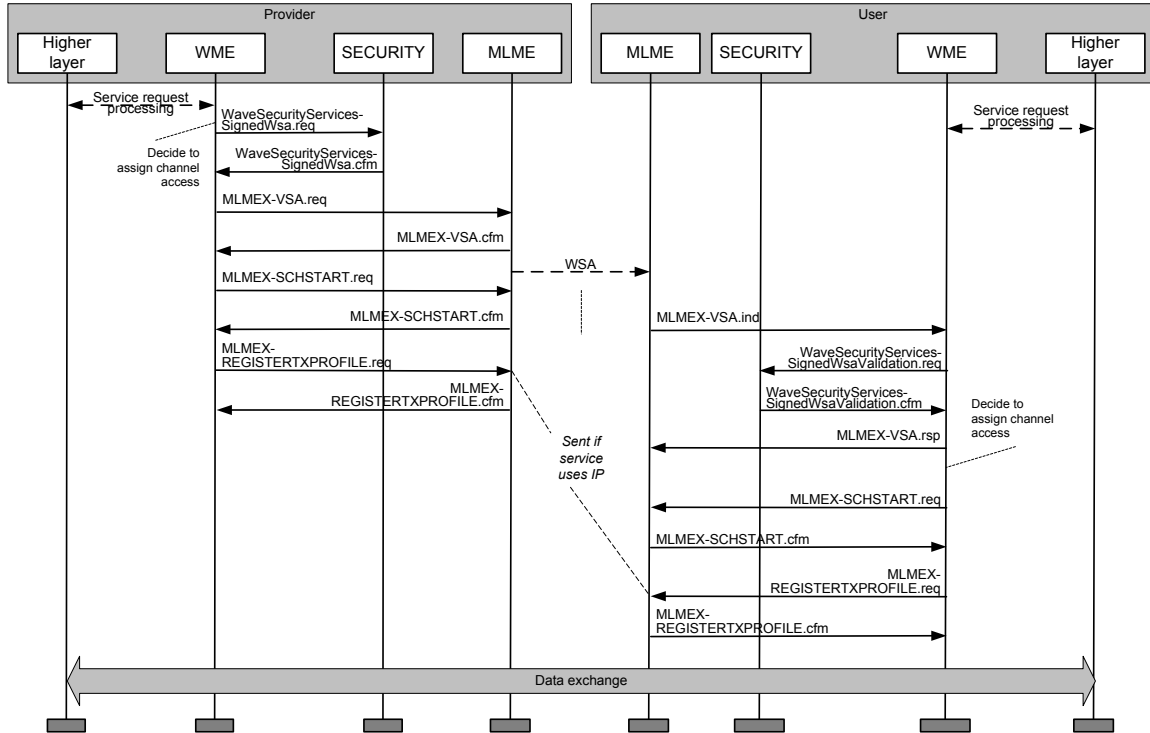 Provider
User
Higher
layer
WME
SECURITY
MLME
MLME
SECURITY
WME
Higher
layer
Service request
processing
WaveSecurityServices-
SignedWsa.req
Decide to
assign channel
access
WaveSecurityServices-
SignedWsa.cfm
MLMEX-VSA.req
MLMEX-VSA.cfm
MLMEX-SCHSTART.req
MLMEX-SCHSTART.cfm
MLMEX-
REGISTERTXPROFILE.req
MLMEX-
REGISTERTXPROFILE.cfm
WSA
Sent if
service
uses IP
Service request
processing
MLMEX-VSA.ind
WaveSecurityServices-
SignedWsaValidation.req
WaveSecurityServices-
SignedWsaValidation.cfm
Decide to
assign channel
access
MLMEX-VSA.rsp
MLMEX-SCHSTART.req
MLMEX-SCHSTART.cfm
MLMEX-
REGISTERTXPROFILE.req
MLMEX-
REGISTERTXPROFILE.cfm
Data exchange